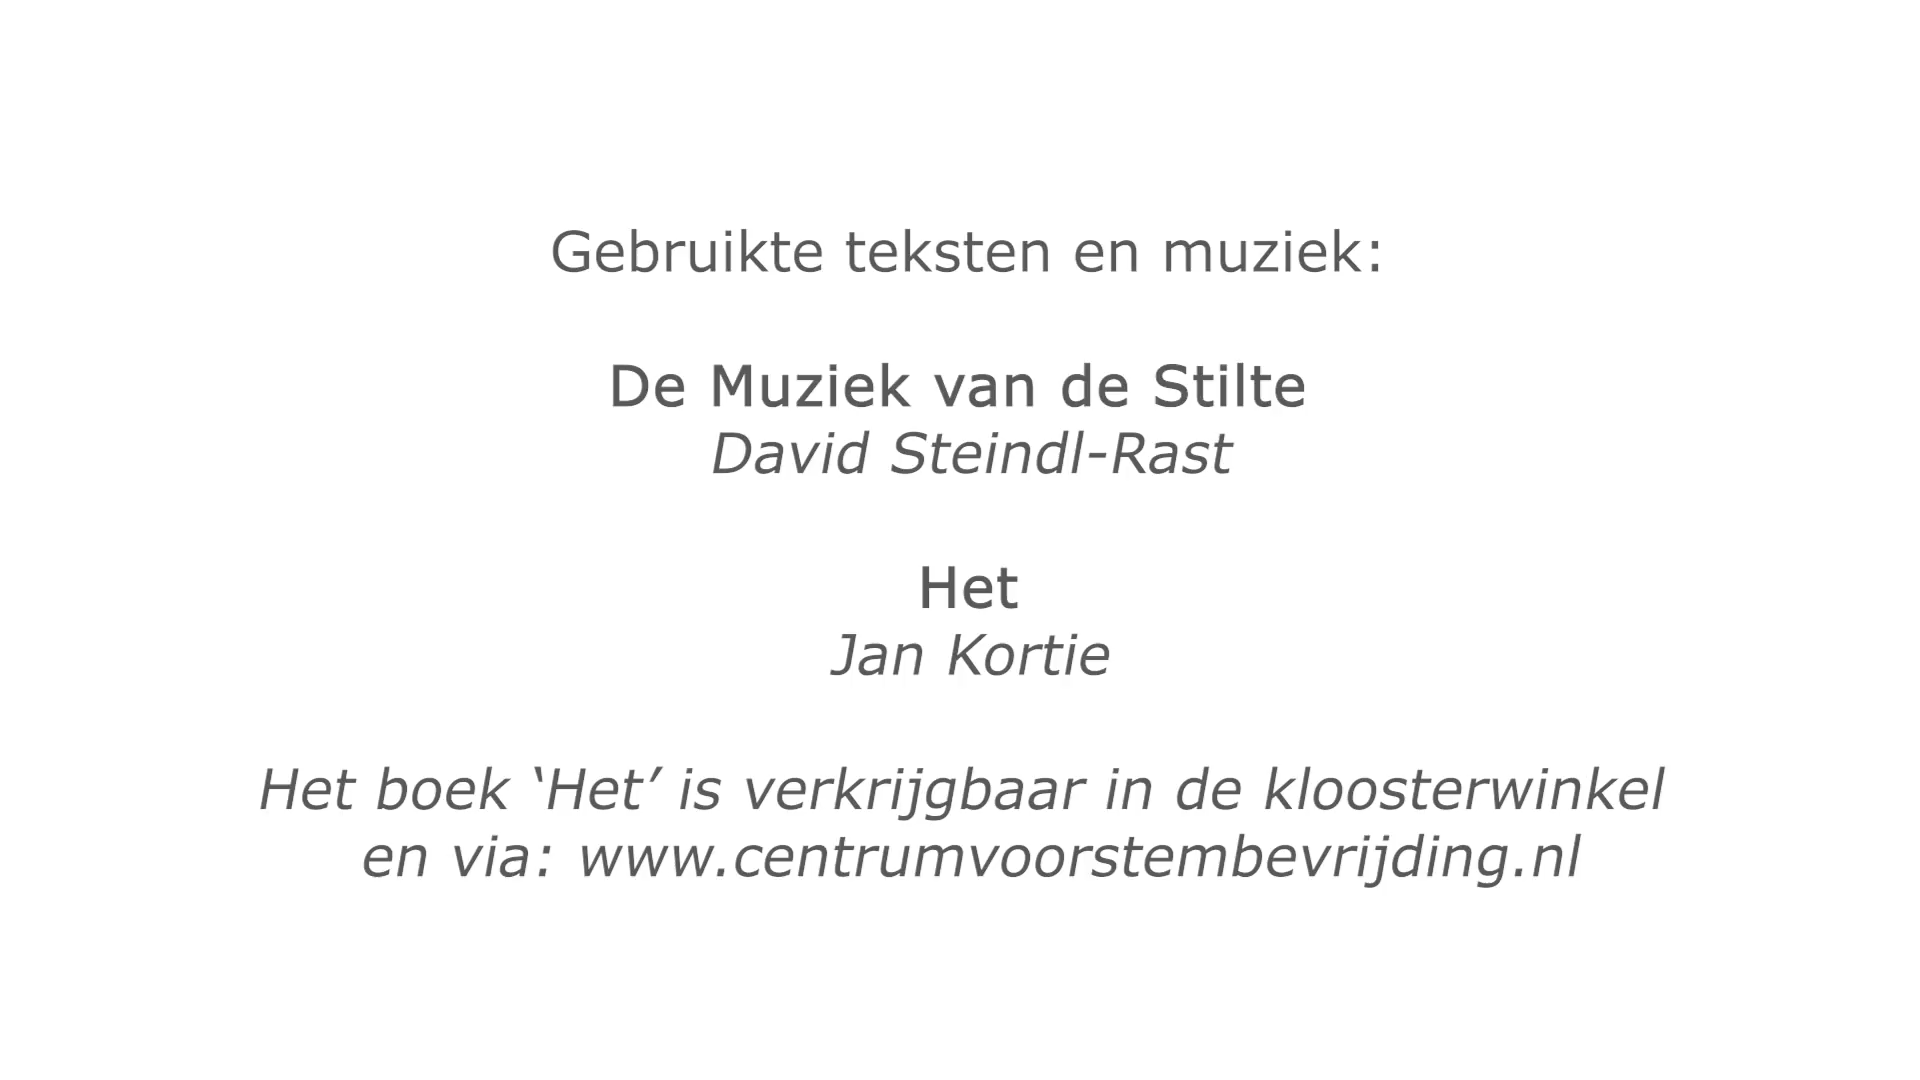 Gebruikte teksten en muziek:
De Muziek van de Stilte
David Steindl-Rast
Het
Jan Kortie
Het boek ‘Het’ is verkrijgbaar in de kloosterwinkel
en via: www.centrumvoorstembevrijding.nl